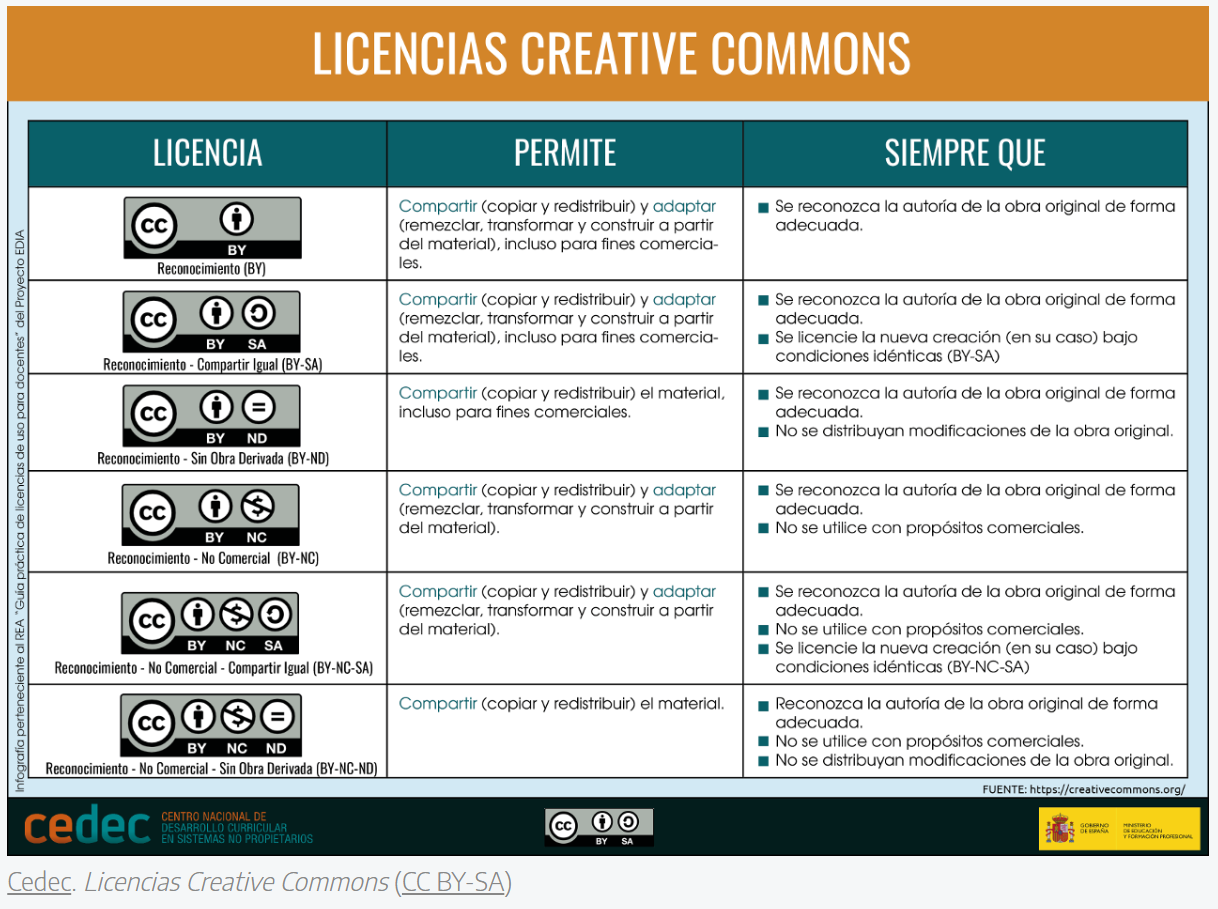 LICENCIAS CREATIVE COMMONS
LICENCIA
PERMITE
SIEMPRE QUE
cc
BY
Reconocimiento (BY)
Compartir (copiar y redistribuir) y adaptar
(remezclar, transformar y construir a partir
del material), incluso para fines comercia-
les.
Se reconozca la autoría de la obra original de forma
adecuada.
cc
BY SA
Reconocimiento - Compartir Igual (BY-SA)
Compartir (copiar y redistribuir) y adaptar
(remezclar, transformar y construir a partir
del material), incluso para fines comercia-
les.
Se reconozca la autoría de la obra original de forma
adecuada.
Se licencie la nueva creación (en su caso) bajo
condiciones idénticas (BY-SA)
cc
BY ND
Reconocimiento - Sin Obra Derivada (BY-ND)
Compartir (copiar y redistribuir) el material,
incluso para fines comerciales.
Se reconozca la autoría de la obra original de forma
adecuada.
No se distribuyan modificaciones de la obra original.
cc
BY NC
Reconocimiento - No Comercial (BY-NC)
Compartir (copiar y redistribuir) y adaptar
(remezclar, transformar y construir a partir
del material).
Se reconozca la autoría de la obra original de forma
adecuada.
No se utilice con propósitos comerciales.
cc
BY NC SA
Reconocimiento - No Comercial - Compartir Igual (BY-NC-SA)
Compartir (copiar y redistribuir) y adaptar
(remezclar, transformar y construir a partir
del material).
Se reconozca la autoría de la obra original de forma
adecuada.
No se utilice con propósitos comerciales.
Se licencie la nueva creación (en su caso) bajo
condiciones idénticas (BY-NC-SA)
cc
BY NC ND
Reconocimiento - No Comercial - Sin Obra Derivada (BY-NC-ND)
Compartir (copiar y redistribuir) el material.
Reconozca la autoría de la obra original de forma
adecuada.
No se utilice con propósitos comerciales.
No se distribuyan modificaciones de la obra original.
Infografía perteneciente al REA "Guía práctica de licencias de uso para docentes" del Proyecto EDIA
FUENTE: https://creativecommons.org/
cedec
CENTRO NACIONAL DE
DESARROLLO CURRICULAR
EN SISTEMAS NO PROPIETARIOS
cc
BY SA
GOBIERNO
DE ESPAÑA
MINISTERIO
DE EDUCACIÓN
Y FORMACIÓN PROFESIONAL
Cedec. Licencias Creative Commons (CC BY-SA)